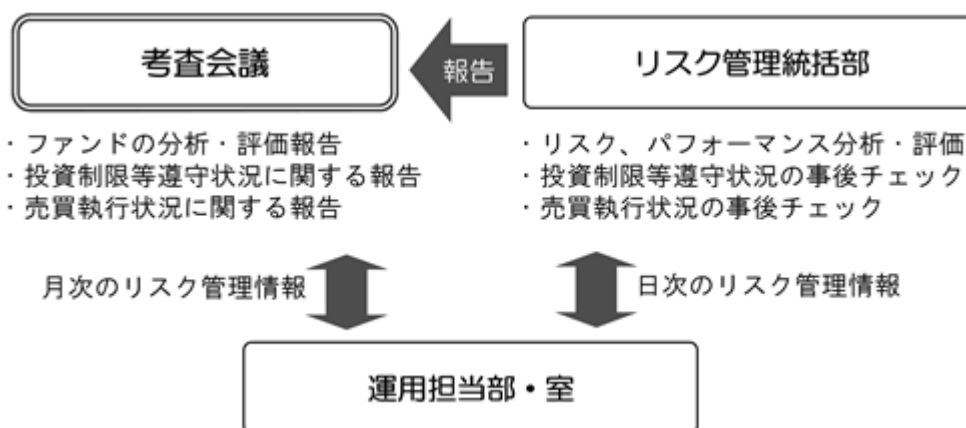 考査会議
報告
リスク管理統括部
・ファンドの分析・評価報告
・投資制限等遵守状況に関する報告
・売買執行状況に関する報告
・リスク、パフォーマンス分析・評価
・投資制限等遵守状況の事後チェック
・売買執行状況の事後チェック
月次のリスク管理情報
日次のリスク管理情報
運用担当部・室